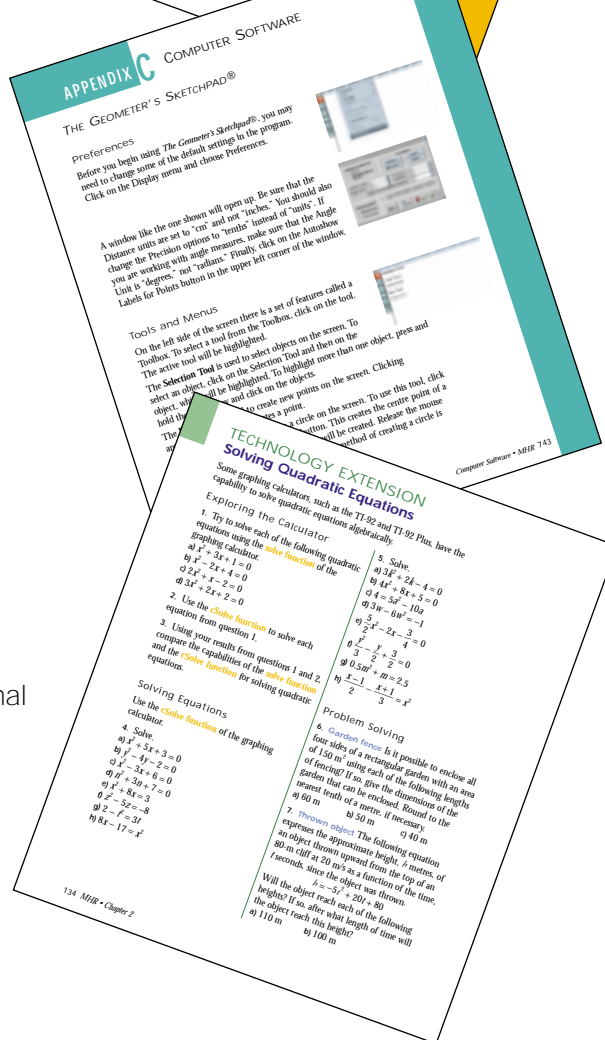 APPENDIX C COMPUTER SOFTWARE
THE GEOMETER'S SKETCHPAD®
Preferences
Before you begin using The Geometer's Sketchpad®, you may
need to change some of the default settings in the program.
Click on the Display menu and choose Preferences.
A window like the one shown will open up. Be sure that the
Distance units are set to "cm" and not "inches." You should also
change the Precision options to "tenths" instead of "units". If
you are working with angle measures, make sure that the Angle
Unit is "degrees," not "radians." Finally, click on the Autoshow
Labels for Points button in the upper left corner of the window.
Tools and Menus
On the left side of the screen there is a set of features called a
Toolbox. To select a tool from the Toolbox, click on the tool.
The active tool will be highlighted.
The Selection Tool is used to select objects on the screen. To
select an object, click on the Selection Tool and then on the
object, wh will be highlighted. To highlight more than one object, press and
hold th and click on the objects.
The to create new points on the screen. Clicking
a point.
a circle on the screen. To use this tool, click
button. This creates the centre point of a
will be created. Release the mouse
method of creating a circle is
Computer Software • MHR 743
TECHNOLOGY EXTENSION
Solving Quadratic Equations
Some graphing calculators, such as the TI-92 and TI-92 Plus, have the
capability to solve quadratic equations algebraically.
Exploring the Calculator
1. Try to solve each of the following quadratic
equations using the solve function of the
graphing calculator.
a) x² + 3x + 1 = 0
b) x² − 2x + 4 = 0
c) 2x² + x − 2 = 0
d) 3x² + 2x + 2 = 0
2. Use the cSolve function to solve each
equation from question 1.
3. Using your results from questions 1 and 2,
compare the capabilities of the solve function
and the cSolve function for solving quadratic
equations.
Solving Equations
Use the cSolve function of the graphing
calculator.
4. Solve.
a) x² + 5x + 3 = 0
b) y² − 4y − 2 = 0
c) x² − 3x + 6 = 0
d) n² + 3n + 7 = 0
e) x² + 8x = 3
f) z² − 5z = −8
g) 2 − t² = 3t
h) 8x − 17 = x²
5. Solve.
a) 3k² + 2k − 4 = 0
b) 4x² + 8x + 5 = 0
c) 4 = 5a² − 10a
d) 3w − 6w² = −1
e) 5/2 x² − 2x − 3/4 = 0
f) y²/3 − y/2 + 3/2 = 0
g) 0.5m² + m = 2.5
h) (x − 1)/2 − (x + 1)/3 = x²
Problem Solving
6. Garden fence Is it possible to enclose all
four sides of a rectangular garden with an area
of 150 m² using each of the following lengths
of fencing? If so, give the dimensions of the
garden that can be enclosed. Round to the
nearest tenth of a metre, if necessary.
a) 60 m b) 50 m c) 40 m
7. Thrown object The following equation
expresses the approximate height, h metres, of
an object thrown upward from the top of an
80-m cliff at 20 m/s as a function of the time,
t seconds, since the object was thrown.
h = −5t² + 20t + 80
Will the object reach each of the following
heights? If so, after what length of time will
the object reach this height?
a) 110 m b) 100 m
134 MHR • Chapter 2
nal